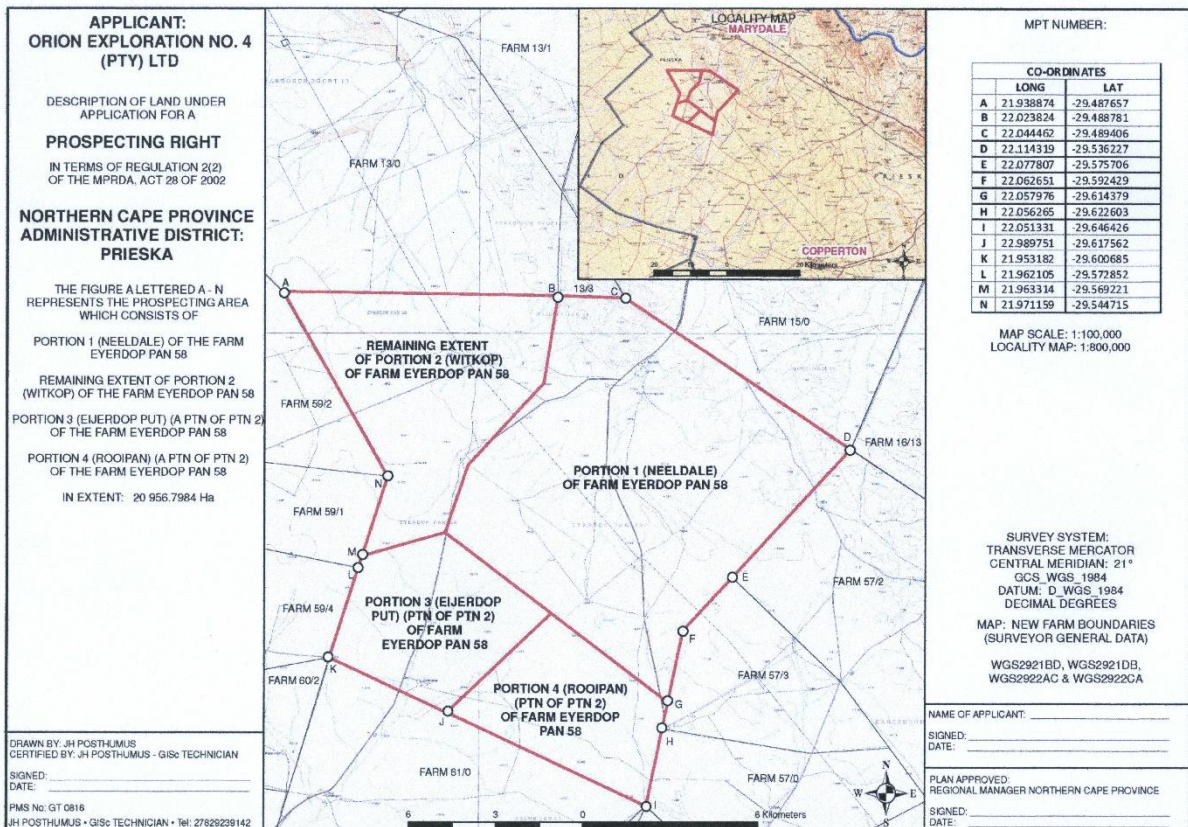 APPLICANT:
ORION EXPLORATION NO. 4
(PTY) LTD
DESCRIPTION OF LAND UNDER
APPLICATION FOR A
PROSPECTING RIGHT
IN TERMS OF REGULATION 2(2)
OF THE MPRDA, ACT 28 OF 2002
NORTHERN CAPE PROVINCE
ADMINISTRATIVE DISTRICT:
PRIESKA
THE FIGURE A LETTERED A - N
REPRESENTS THE PROSPECTING AREA
WHICH CONSISTS OF
PORTION 1 (NEELDALE) OF THE FARM
EYERDOP PAN 58
REMAINING EXTENT OF PORTION 2
(WITKOP) OF THE FARM EYERDOP PAN 58
PORTION 3 (EIJERDOP PUT) (A PTN OF PTN 2)
OF THE FARM EYERDOP PAN 58
PORTION 4 (ROOIPAN) (A PTN OF PTN 2)
OF THE FARM EYERDOP PAN 58
IN EXTENT: 20 956.7984 Ha
DRAWN BY: JH POSTHUMUS
CERTIFIED BY: JH POSTHUMUS - GISc TECHNICIAN
SIGNED:
DATE:
PMS No: GT 0816
JH POSTHUMUS • GISc TECHNICIAN • Tel: 27829239142
FARM 13/1
FARM 13/0
LOCALITY MAP
MARYDALE
COPPERTON
20 Kilometers
A
B
13/3
C
FARM 15/0
REMAINING EXTENT
OF PORTION 2 (WITKOP)
OF FARM EYERDOP PAN 58
FARM 59/2
D
FARM 16/13
PORTION 1 (NEELDALE)
OF FARM EYERDOP PAN 58
N
FARM 59/1
M
L
E
FARM 57/2
PORTION 3 (EIJERDOP
PUT) (PTN OF PTN 2)
OF FARM
EYERDOP PAN 58
FARM 59/4
F
K
FARM 60/2
FARM 57/3
PORTION 4 (ROOIPAN)
(PTN OF PTN 2)
OF FARM EYERDOP
PAN 58
G
J
H
FARM 61/0
FARM 57/0
I
N
W
E
S
6 3 0 6 Kilometers
MPT NUMBER:
CO-ORDINATES
LONG LAT
A 21.938874 -29.487657
B 22.023824 -29.488781
C 22.044462 -29.489406
D 22.114319 -29.536227
E 22.077807 -29.575706
F 22.062651 -29.592429
G 22.057976 -29.614379
H 22.056265 -29.622603
I 22.051331 -29.646426
J 22.989751 -29.617562
K 21.953182 -29.600685
L 21.962105 -29.572852
M 21.963314 -29.569221
N 21.971159 -29.544715
MAP SCALE: 1:100,000
LOCALITY MAP: 1:800,000
SURVEY SYSTEM:
TRANSVERSE MERCATOR
CENTRAL MERIDIAN: 21°
GCS_WGS_1984
DATUM: D_WGS_1984
DECIMAL DEGREES
MAP: NEW FARM BOUNDARIES
(SURVEYOR GENERAL DATA)
WGS2921BD, WGS2921DB,
WGS2922AC & WGS2922CA
NAME OF APPLICANT:
SIGNED:
DATE:
PLAN APPROVED:
REGIONAL MANAGER NORTHERN CAPE PROVINCE
SIGNED:
DATE: